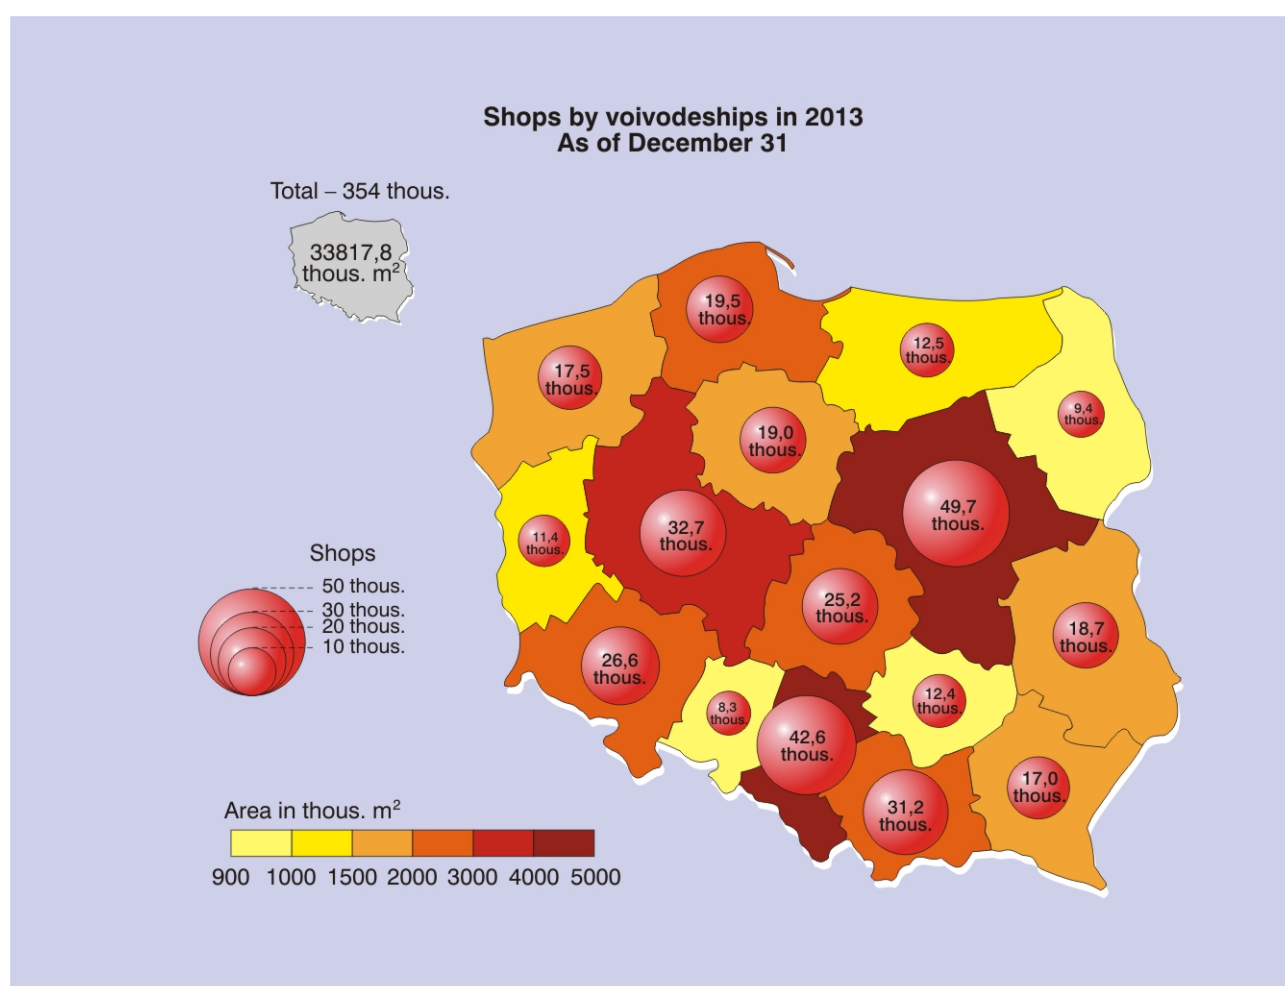 Shops by voivodeships in 2013
As of December 31
Total – 354 thous.
33817,8
thous. m²
19,5
thous.
12,5
thous.
17,5
thous.
9,4
thous.
19,0
thous.
49,7
thous.
32,7
thous.
11,4
thous.
25,2
thous.
18,7
thous.
26,6
thous.
12,4
thous.
8,3
thous.
42,6
thous.
17,0
thous.
31,2
thous.
Shops
50 thous.
30 thous.
20 thous.
10 thous.
Area in thous. m²
900 1000 1500 2000 3000 4000 5000